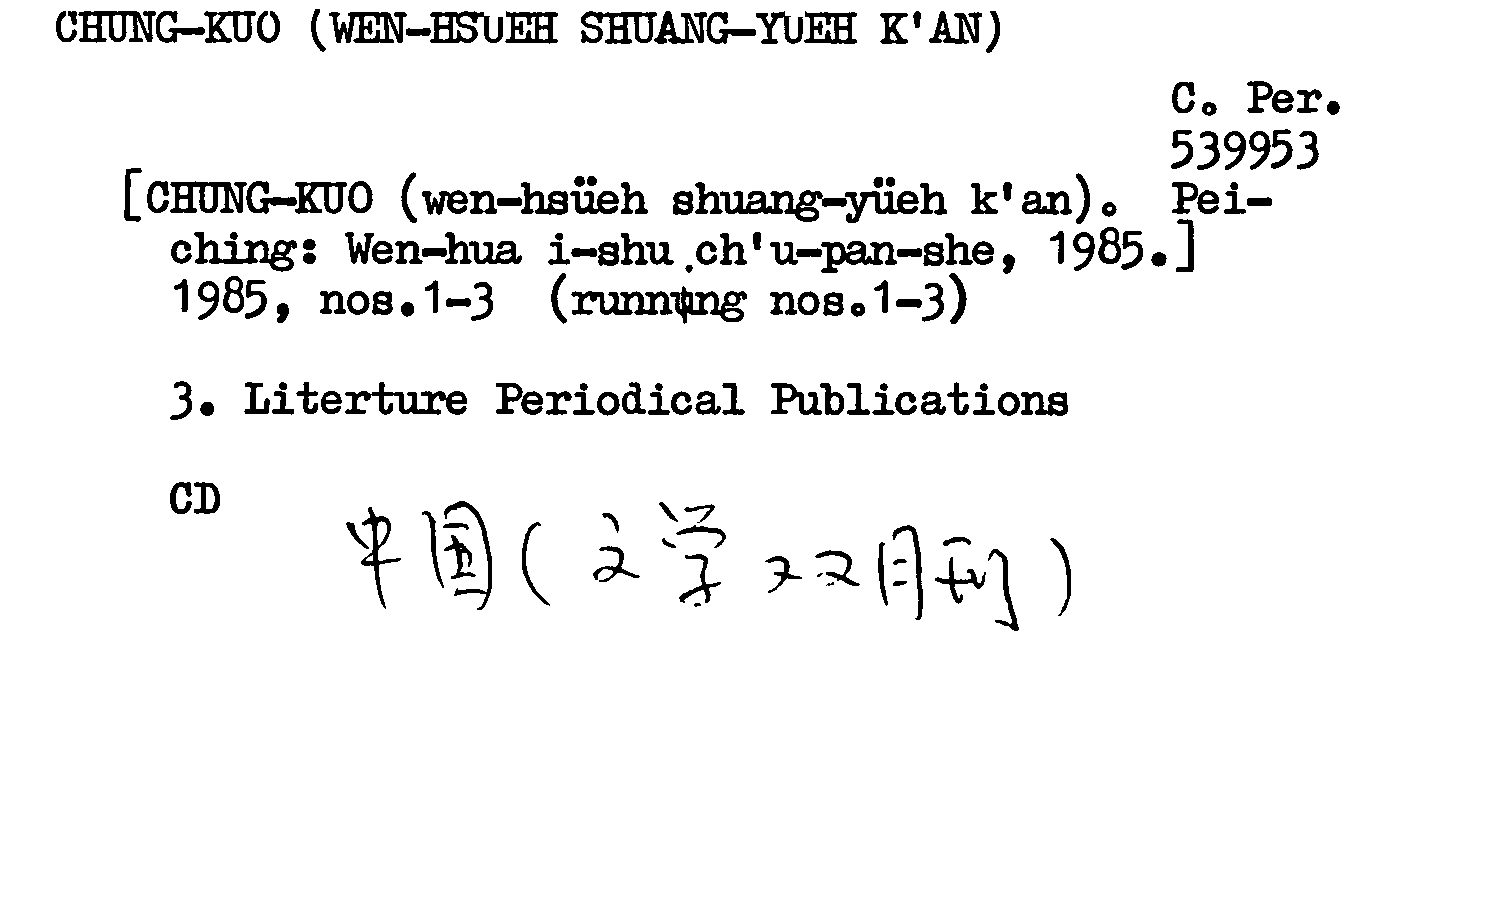 CHUNG-KUO (WEN-HSUEH SHUANG-YUEH K'AN)
C. Per.
539953
[CHUNG-KUO (wen-hsüeh shuang-yüeh k'an). Pei-
ching: Wen-hua i-shu ch'u-pan-she, 1985.]
1985, nos.1-3 (running nos.1-3)
3. Literture Periodical Publications
CD
中国(文学双月刊)